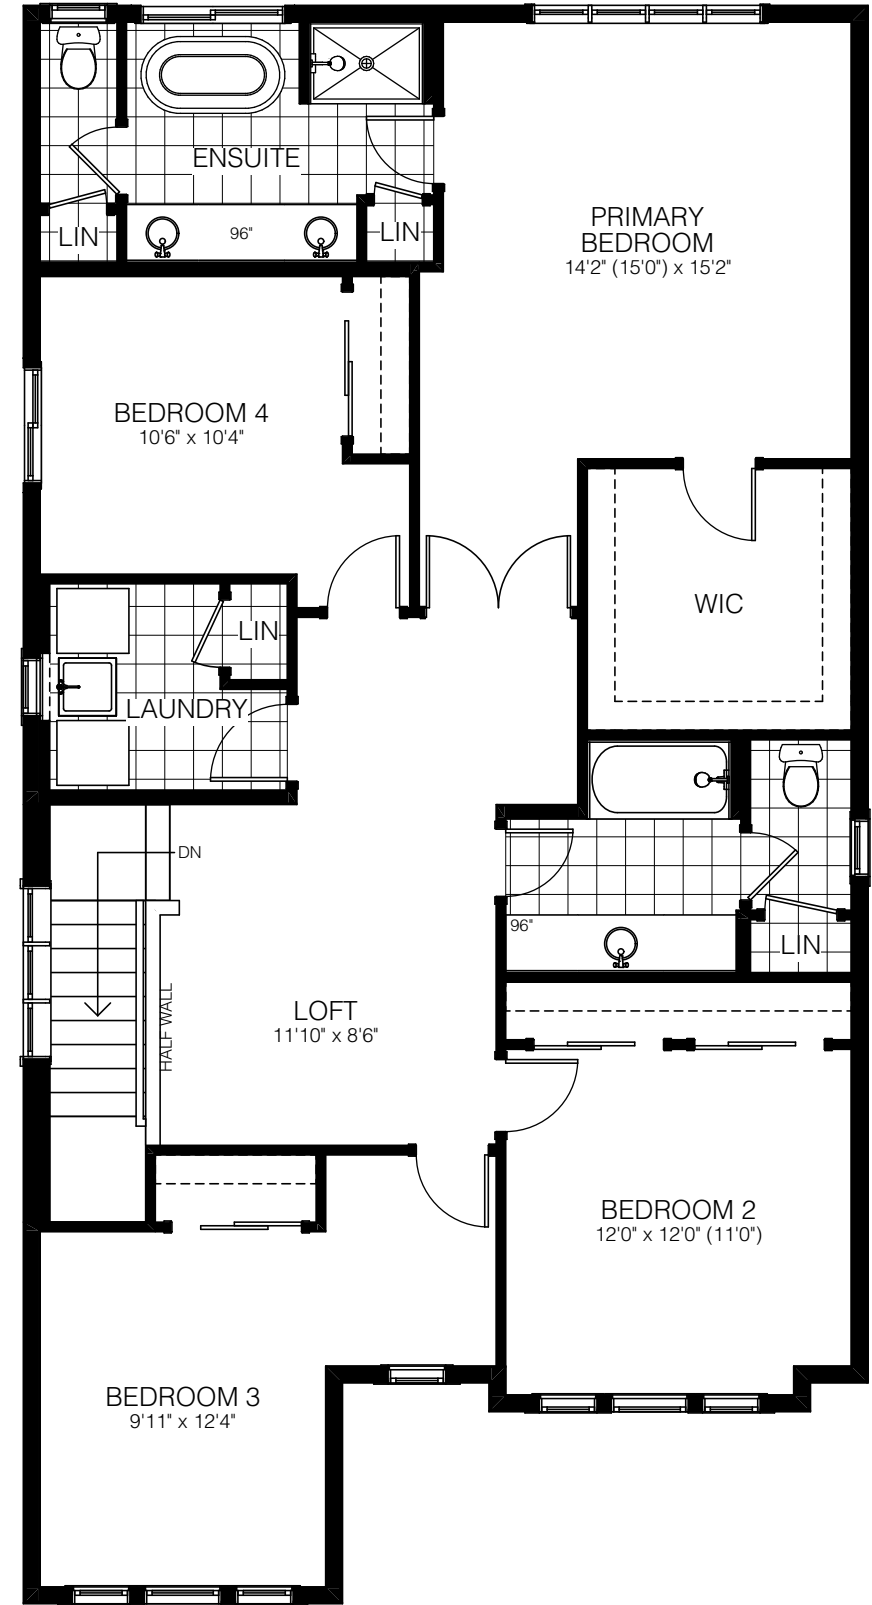 ENSUITE
LIN
96"
LIN
PRIMARY
BEDROOM
14'2" (15'0") x 15'2"
BEDROOM 4
10'6" x 10'4"
WIC
LIN
LAUNDRY
DN
96"
LIN
HALF WALL
LOFT
11'10" x 8'6"
BEDROOM 2
12'0" x 12'0" (11'0")
BEDROOM 3
9'11" x 12'4"